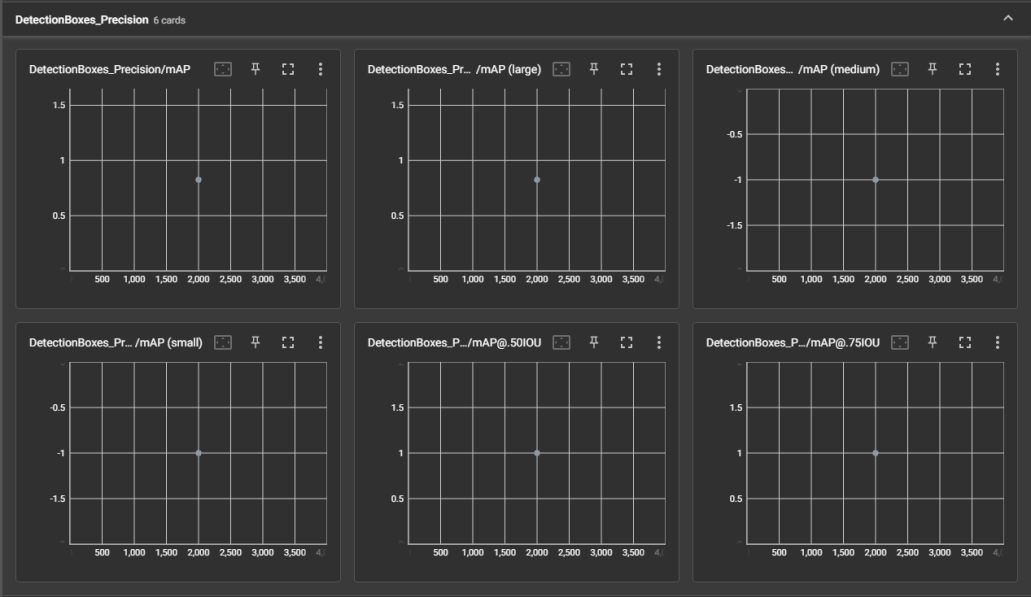 DetectionBoxes_Precision 6 cards
DetectionBoxes_Precision/mAP
1.5
1
0.5
500 1,000 1,500 2,000 2,500 3,000 3,500
DetectionBoxes_Pr... /mAP (large)
1.5
1
0.5
500 1,000 1,500 2,000 2,500 3,000 3,500
DetectionBoxes... /mAP (medium)
-0.5
-1
-1.5
500 1,000 1,500 2,000 2,500 3,000 3,500
DetectionBoxes_Pr... /mAP (small)
-0.5
-1
-1.5
500 1,000 1,500 2,000 2,500 3,000 3,500
DetectionBoxes_P.../mAP@.50IOU
1.5
1
0.5
500 1,000 1,500 2,000 2,500 3,000 3,500
DetectionBoxes_P.../mAP@.75IOU
1.5
1
0.5
500 1,000 1,500 2,000 2,500 3,000 3,500